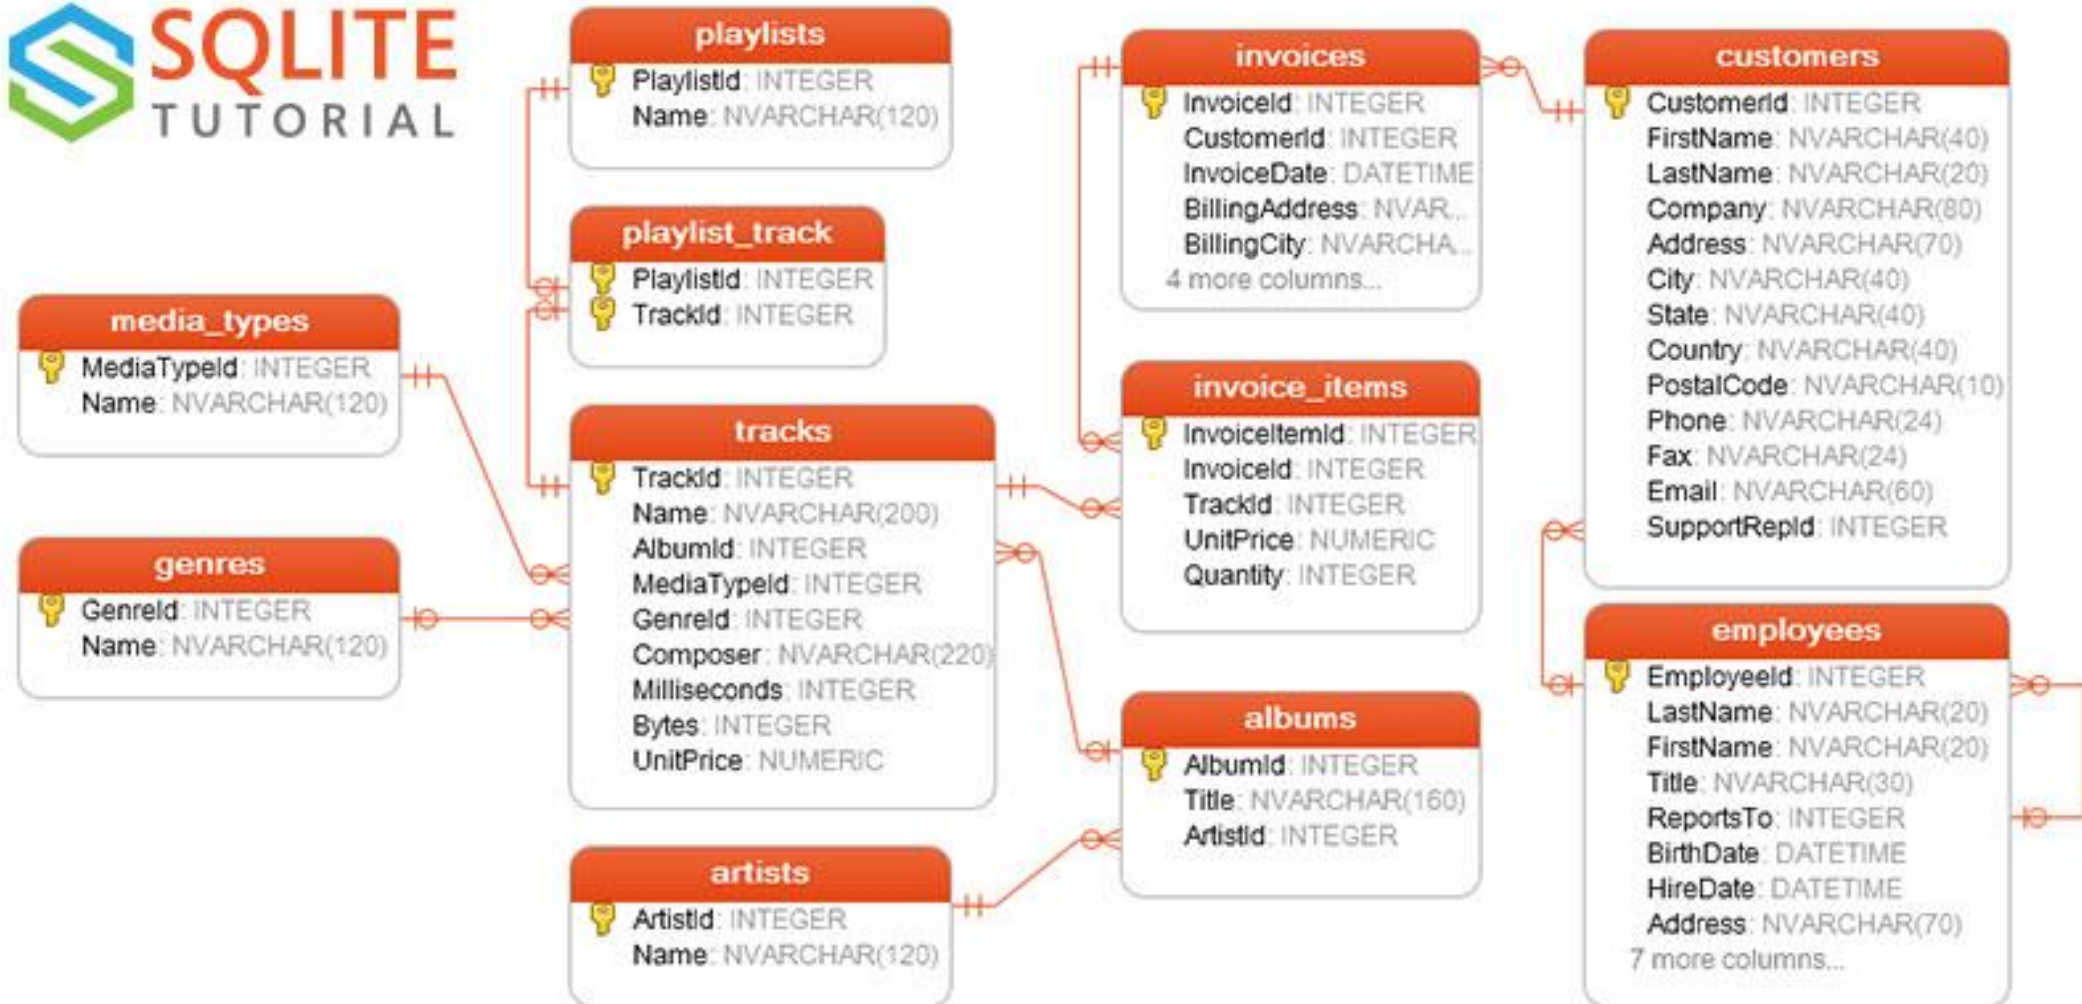 SQLITE
TUTORIAL
playlists
PlaylistId: INTEGER
Name: NVARCHAR(120)
playlist_track
PlaylistId: INTEGER
TrackId: INTEGER
media_types
MediaTypeId: INTEGER
Name: NVARCHAR(120)
genres
GenreId: INTEGER
Name: NVARCHAR(120)
tracks
TrackId: INTEGER
Name: NVARCHAR(200)
AlbumId: INTEGER
MediaTypeId: INTEGER
GenreId: INTEGER
Composer: NVARCHAR(220)
Milliseconds: INTEGER
Bytes: INTEGER
UnitPrice: NUMERIC
artists
ArtistId: INTEGER
Name: NVARCHAR(120)
invoices
InvoiceId: INTEGER
CustomerId: INTEGER
InvoiceDate: DATETIME
BillingAddress: NVAR...
BillingCity: NVARCHA...
4 more columns...
invoice_items
InvoiceItemId: INTEGER
InvoiceId: INTEGER
TrackId: INTEGER
UnitPrice: NUMERIC
Quantity: INTEGER
albums
AlbumId: INTEGER
Title: NVARCHAR(160)
ArtistId: INTEGER
customers
CustomerId: INTEGER
FirstName: NVARCHAR(40)
LastName: NVARCHAR(20)
Company: NVARCHAR(80)
Address: NVARCHAR(70)
City: NVARCHAR(40)
State: NVARCHAR(40)
Country: NVARCHAR(40)
PostalCode: NVARCHAR(10)
Phone: NVARCHAR(24)
Fax: NVARCHAR(24)
Email: NVARCHAR(60)
SupportRepId: INTEGER
employees
EmployeeId: INTEGER
LastName: NVARCHAR(20)
FirstName: NVARCHAR(20)
Title: NVARCHAR(30)
ReportsTo: INTEGER
BirthDate: DATETIME
HireDate: DATETIME
Address: NVARCHAR(70)
7 more columns...